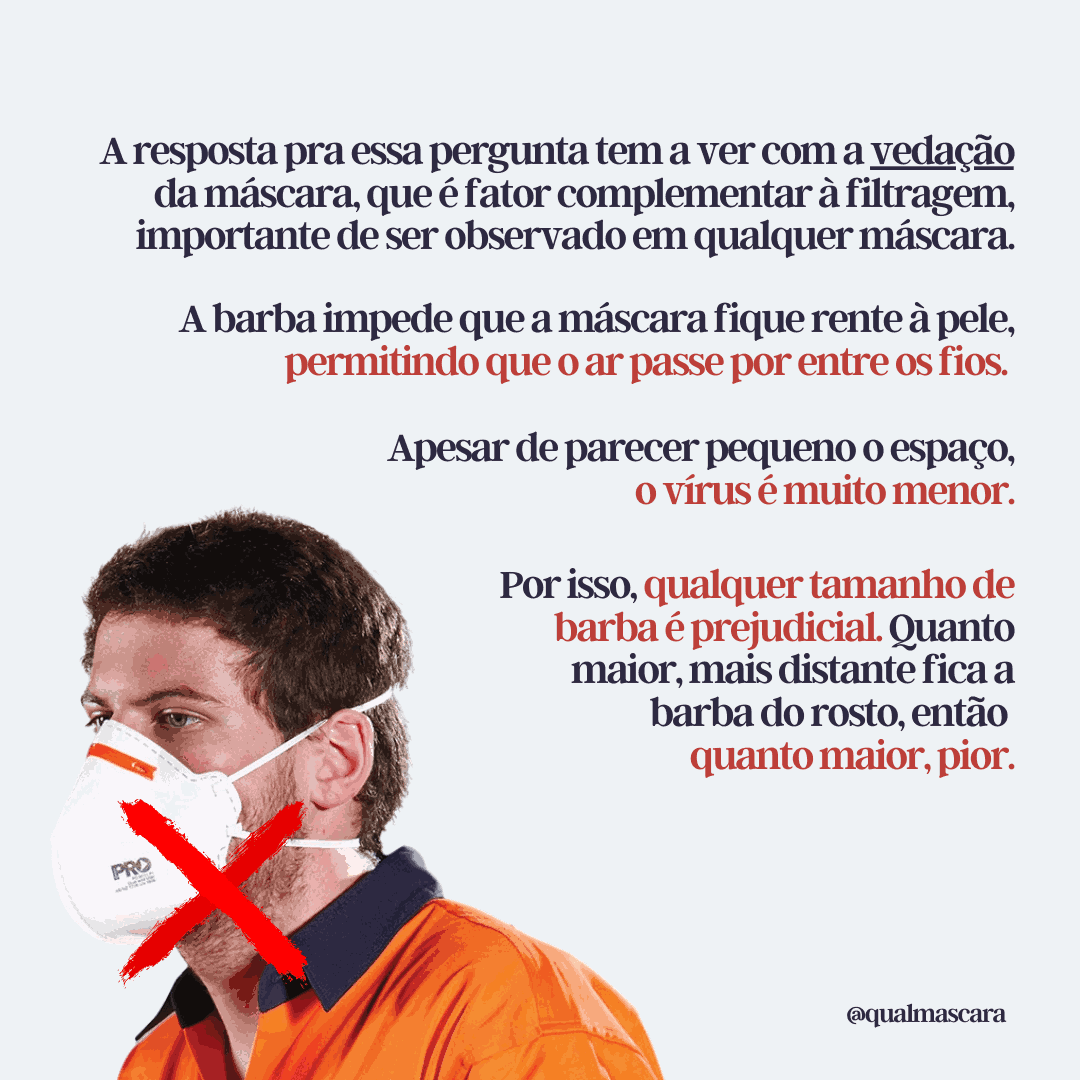 A resposta pra essa pergunta tem a ver com a vedação
da máscara, que é fator complementar à filtragem,
importante de ser observado em qualquer máscara.
A barba impede que a máscara fique rente à pele,
permitindo que o ar passe por entre os fios.
Apesar de parecer pequeno o espaço,
o vírus é muito menor.
Por isso, qualquer tamanho de
barba é prejudicial. Quanto
maior, mais distante fica a
barba do rosto, então
quanto maior, pior.
PRO
@qualmascara